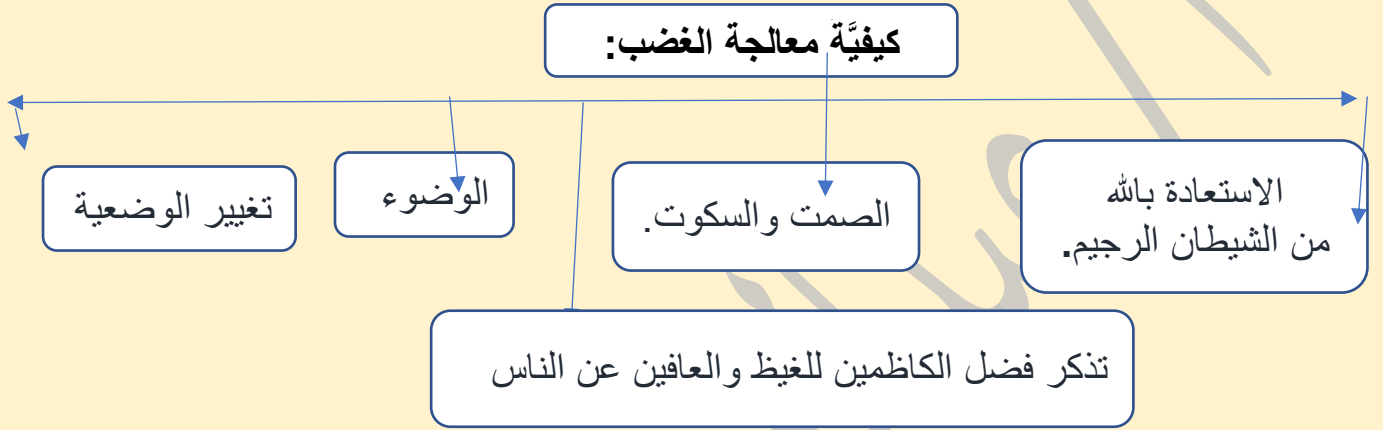 كيفيَّة معالجة الغضب:
الاستعادة بالله
من الشيطان الرجيم.
الصمت والسكوت.
الوضوء
تغيير الوضعية
تذكر فضل الكاظمين للغيظ والعافين عن الناس